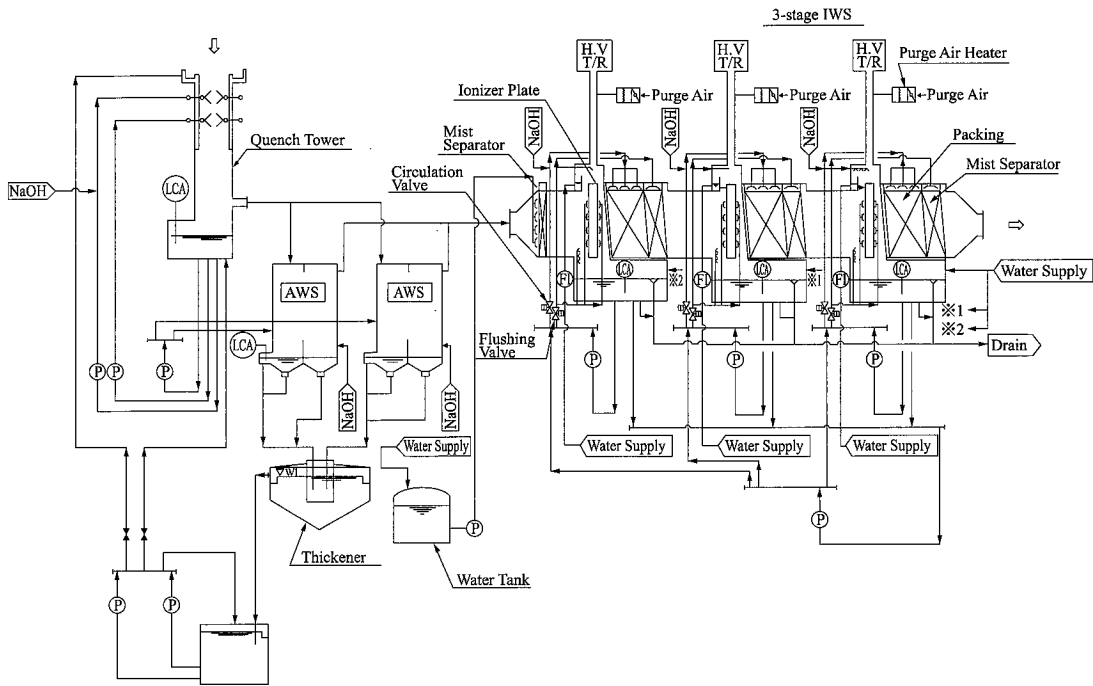 3-stage IWS
H.V
T/R
H.V
T/R
H.V
T/R
Purge Air Heater
Purge Air
Purge Air
Purge Air
Ionizer Plate
Mist
Separator
Circulation
Valve
NaOH
NaOH
NaOH
Packing
Mist Separator
Quench Tower
NaOH
LCA
AWS
AWS
LCA
FI
LCA
※2
FI
LCA
※1
FI
LCA
Water Supply
※1
※2
Drain
Flushing
Valve
P
P
P
P
P
P
NaOH
NaOH
Water Supply
Water Supply
Water Supply
Water Supply
W
P
P
Thickener
Water Tank
P
P